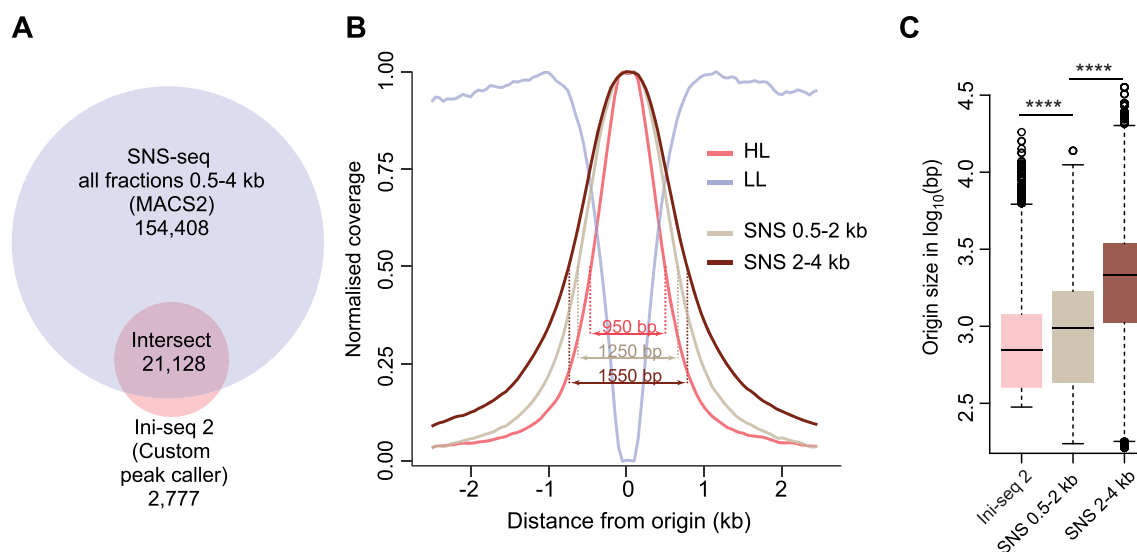 A
SNS-seq
all fractions 0.5-4 kb
(MACS2)
154,408
Intersect
21,128
Ini-seq 2
(Custom
peak caller)
2,777
B
Normalised coverage
1.00
0.75
0.50
0.25
0.00
HL
LL
SNS 0.5-2 kb
SNS 2-4 kb
950 bp
1250 bp
1550 bp
-2
-1
0
1
2
Distance from origin (kb)
C
****
****
Origin size in log10(bp)
4.5
4.0
3.5
3.0
2.5
Ini-seq 2
SNS 0.5-2 kb
SNS 2-4 kb